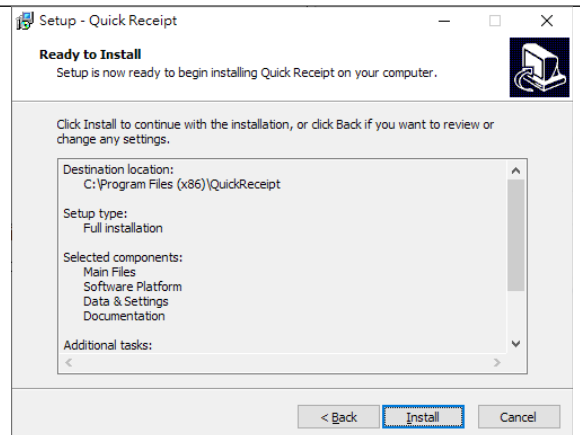 Setup - Quick Receipt
Ready to Install
Setup is now ready to begin installing Quick Receipt on your computer.
Click Install to continue with the installation, or click Back if you want to review or
change any settings.
Destination location:
C:\Program Files (x86)\QuickReceipt
Setup type:
Full installation
Selected components:
Main Files
Software Platform
Data & Settings
Documentation
Additional tasks:
< Back Install Cancel